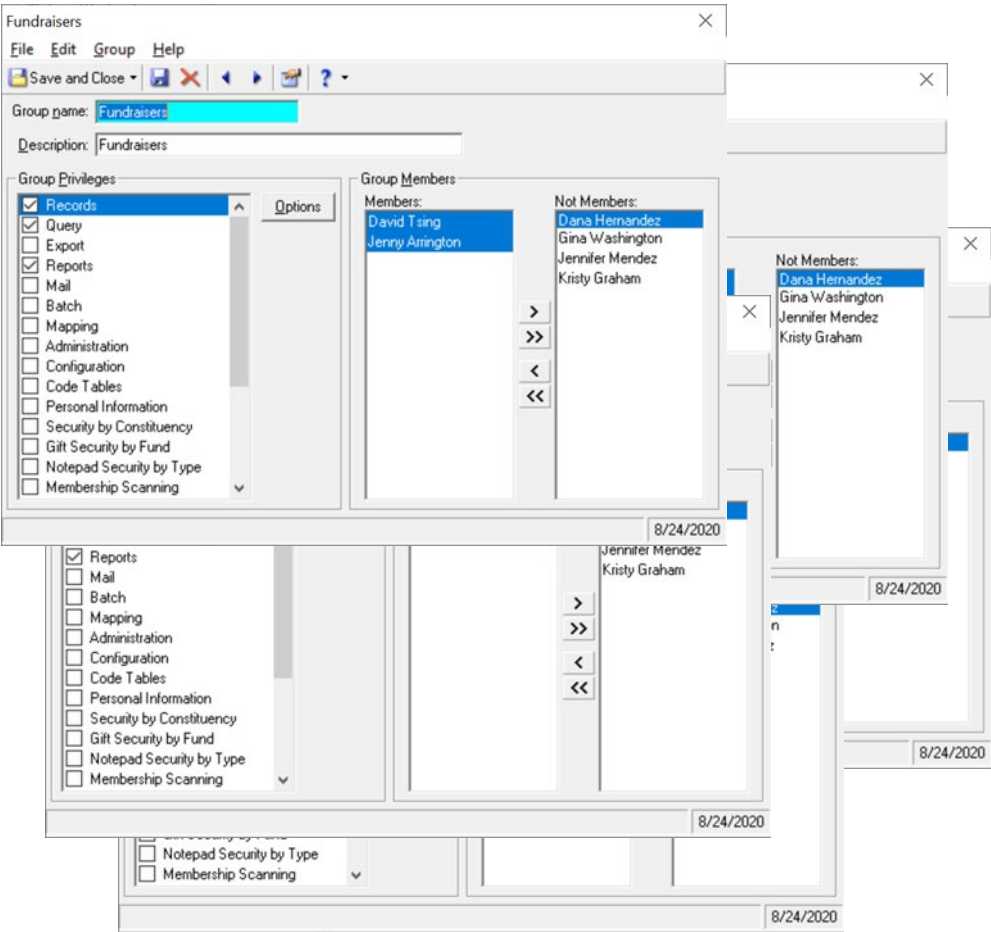 Fundraisers
File Edit Group Help
Save and Close
Group name: Fundraisers
Description: Fundraisers
Group Privileges
Records
Query
Export
Reports
Mail
Batch
Mapping
Administration
Configuration
Code Tables
Personal Information
Security by Constituency
Gift Security by Fund
Notepad Security by Type
Membership Scanning
Options
Group Members
Members:
David Tsing
Jenny Arrington
>
>>
<
<<
Not Members:
Dana Hernandez
Gina Washington
Jennifer Mendez
Kristy Graham
8/24/2020
Not Members:
Dana Hernandez
Gina Washington
Jennifer Mendez
Kristy Graham
8/24/2020
Reports
Mail
Batch
Mapping
Administration
Configuration
Code Tables
Personal Information
Security by Constituency
Gift Security by Fund
Notepad Security by Type
Membership Scanning
>
>>
<
<<
Jennifer Mendez
Kristy Graham
8/24/2020
8/24/2020
Notepad Security by Type
Membership Scanning
8/24/2020